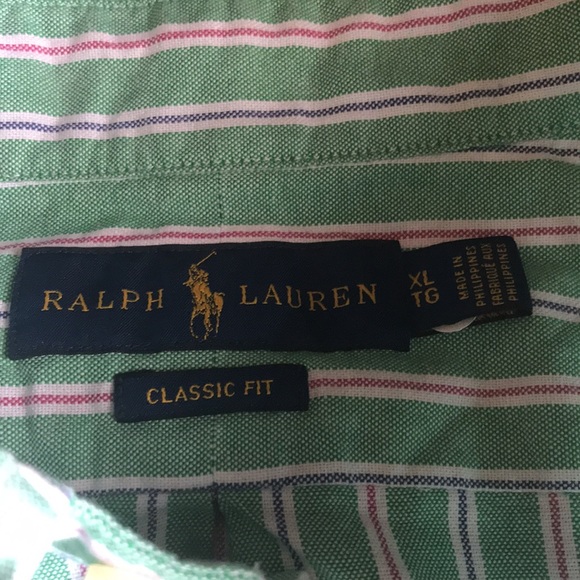 RALPH LAUREN
XL
TG
MADE IN
PHILIPPINES
FABRIQUÉ AUX
PHILIPPINES
CLASSIC FIT